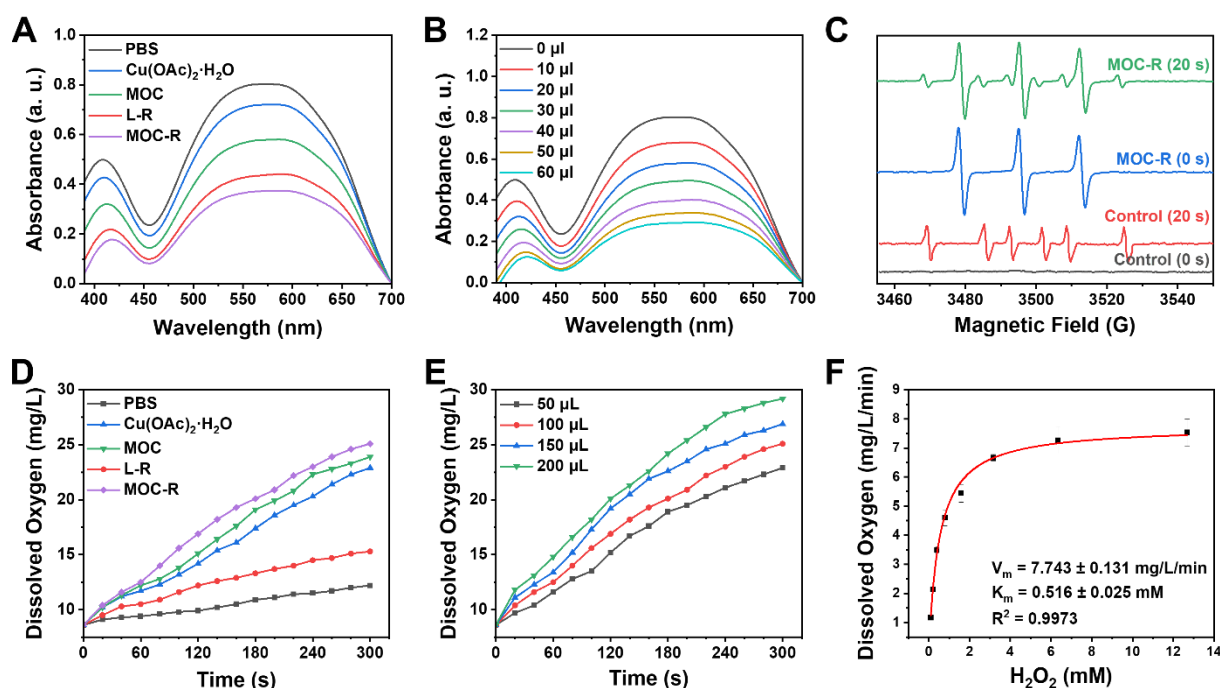 A
PBS
Cu(OAc)₂·H₂O
MOC
L-R
MOC-R
Absorbance (a. u.)
1.0
0.8
0.6
0.4
0.2
0.0
400 450 500 550 600 650 700
Wavelength (nm)
B
0 µl
10 µl
20 µl
30 µl
40 µl
50 µl
60 µl
Aborbance (a. u.)
1.2
1.0
0.8
0.6
0.4
0.2
0.0
400 450 500 550 600 650 700
Wavelength (nm)
C
MOC-R (20 s)
MOC-R (0 s)
Control (20 s)
Control (0 s)
3460 3480 3500 3520 3540
Magnetic Field (G)
D
PBS
Cu(OAc)₂·H₂O
MOC
L-R
MOC-R
Dissolved Oxygen (mg/L)
30
25
20
15
10
0 60 120 180 240 300
Time (s)
E
50 µL
100 µL
150 µL
200 µL
Dissolved Oxygen (mg/L)
30
25
20
15
10
0 60 120 180 240 300
Time (s)
F
Dissolved Oxygen (mg/L/min)
9
8
7
6
5
4
3
2
1
Vₘ = 7.743 ± 0.131 mg/L/min
Kₘ = 0.516 ± 0.025 mM
R² = 0.9973
0 2 4 6 8 10 12 14
H₂O₂ (mM)